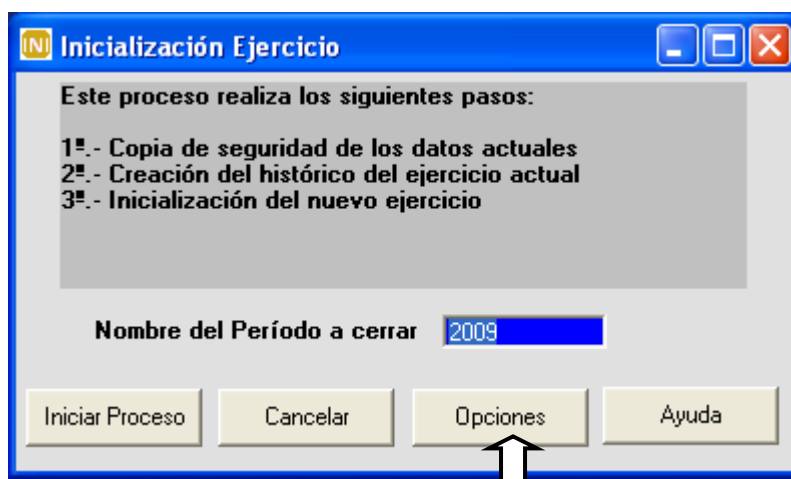 INI Inicialización Ejercicio
Este proceso realiza los siguientes pasos:
1º.- Copia de seguridad de los datos actuales
2º.- Creación del histórico del ejercicio actual
3º.- Inicialización del nuevo ejercicio
Nombre del Período a cerrar 2009
Iniciar Proceso Cancelar Opciones Ayuda